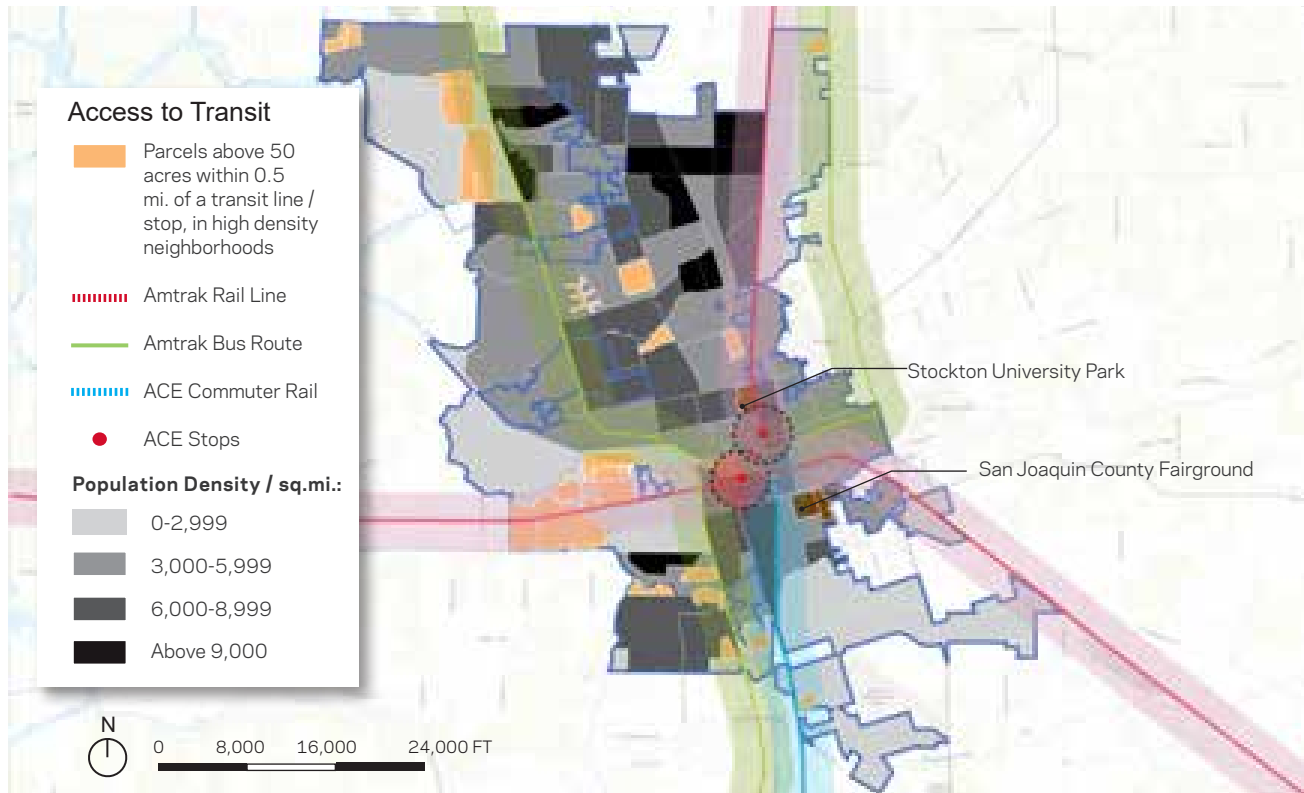 Access to Transit
Parcels above 50
acres within 0.5
mi. of a transit line /
stop, in high density
neighborhoods
Amtrak Rail Line
Amtrak Bus Route
ACE Commuter Rail
ACE Stops
Population Density / sq.mi.:
0-2,999
3,000-5,999
6,000-8,999
Above 9,000
Stockton University Park
San Joaquin County Fairground
N
0 8,000 16,000 24,000 FT